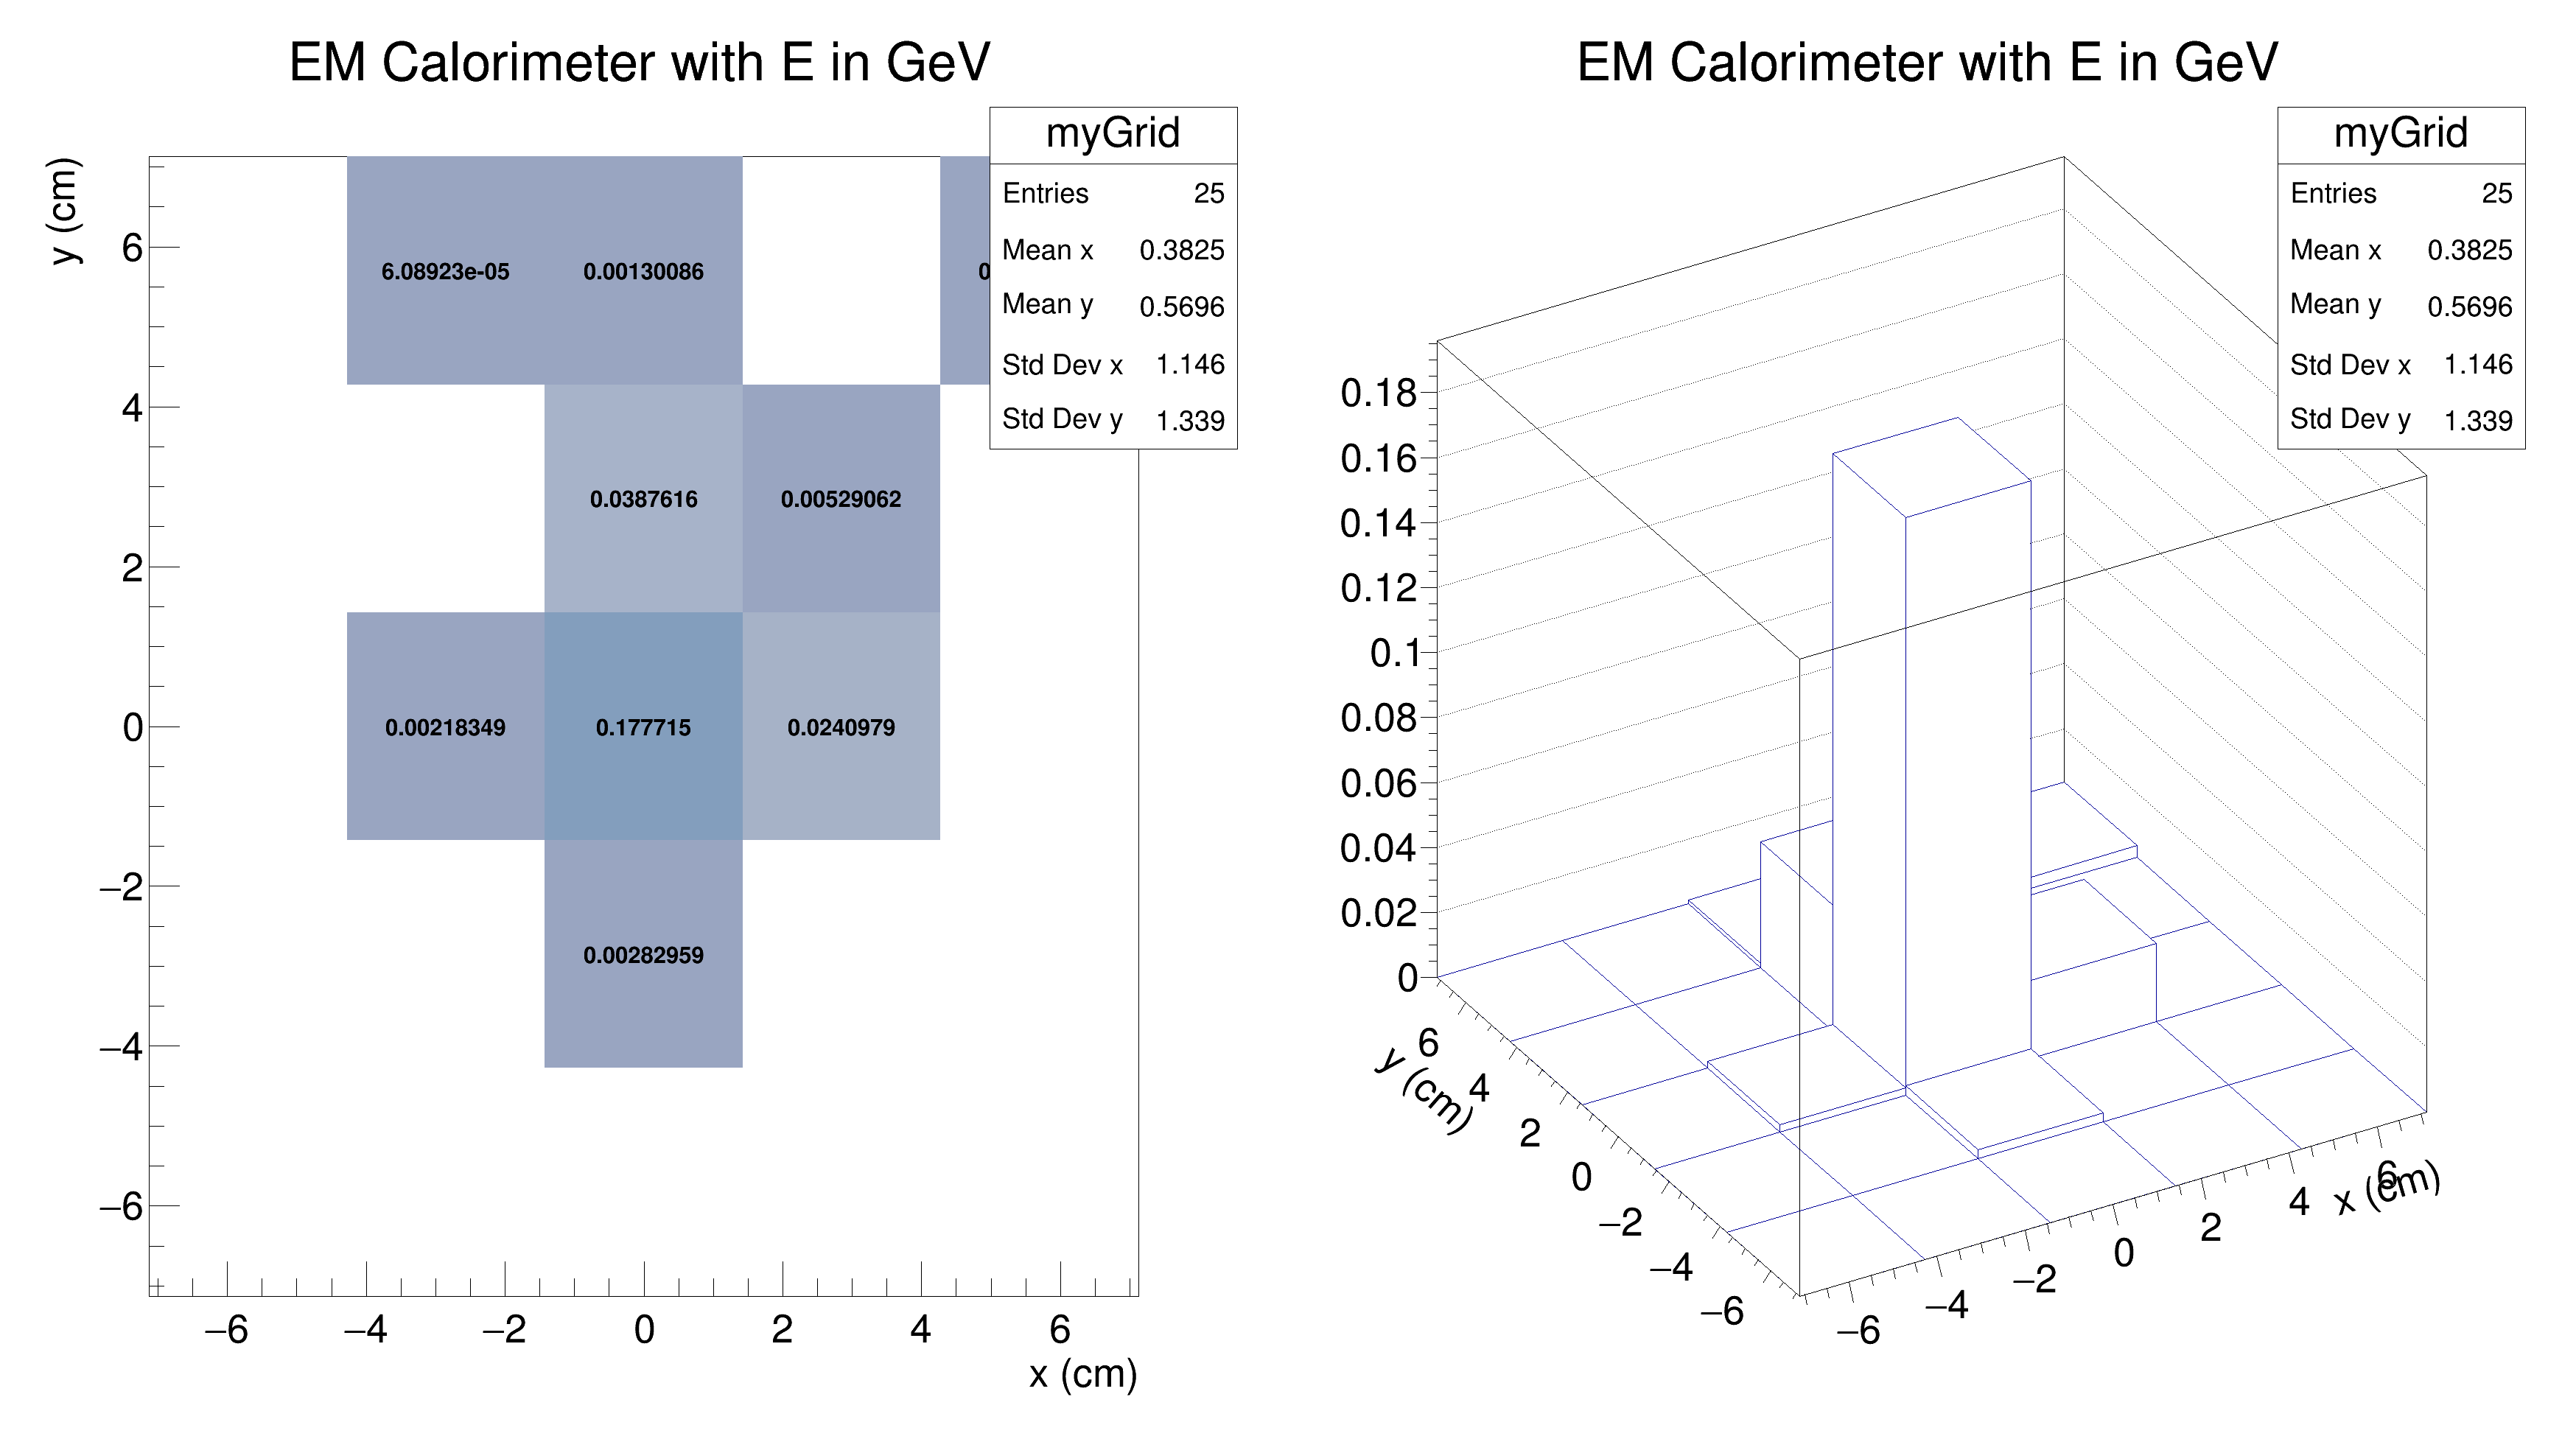 EM Calorimeter with E in GeV
myGrid
Entries 25
Mean x 0.3825
Mean y 0.5696
Std Dev x 1.146
Std Dev y 1.339
y (cm)
6
4
2
0
−2
−4
−6
6.08923e-05 0.00130086 0
0.0387616 0.00529062
0.00218349 0.177715 0.0240979
0.00282959
−6 −4 −2 0 2 4 6
x (cm)
EM Calorimeter with E in GeV
myGrid
Entries 25
Mean x 0.3825
Mean y 0.5696
Std Dev x 1.146
Std Dev y 1.339
0.18
0.16
0.14
0.12
0.1
0.08
0.06
0.04
0.02
0
6
4
2
0
−2
−4
−6
y (cm)
−6 −4 −2 0 2 4 6
x (cm)